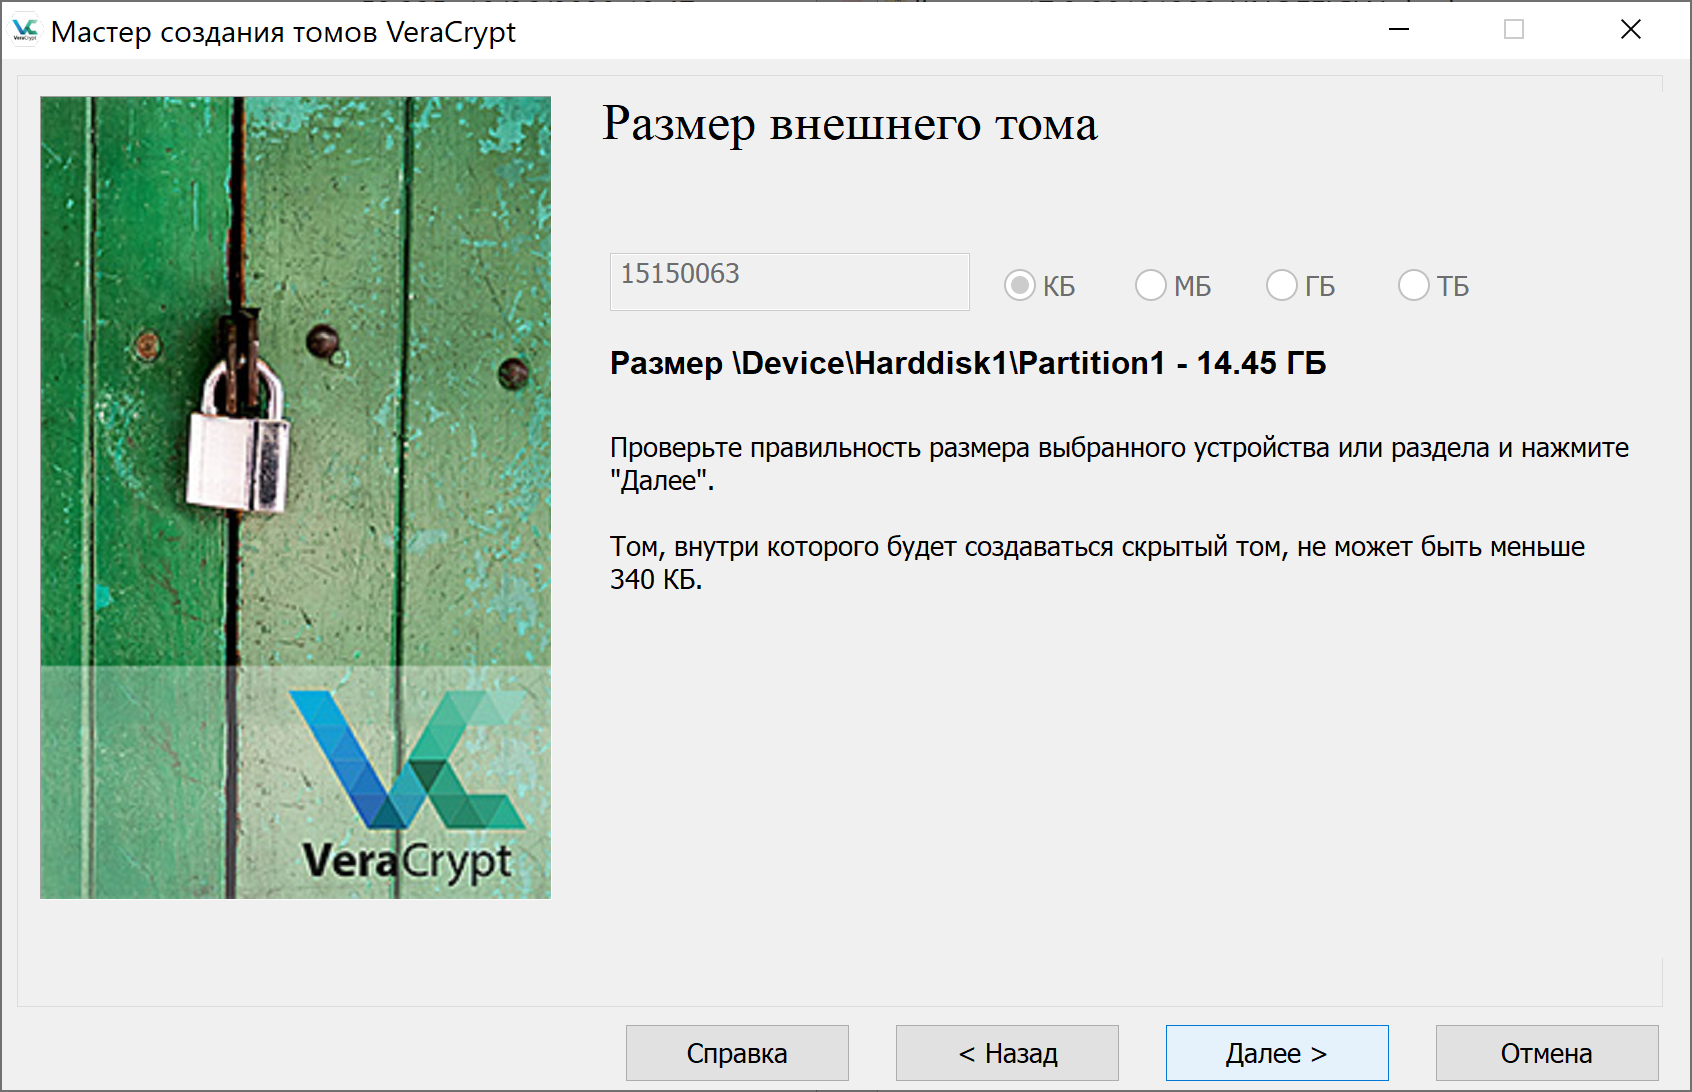 Мастер создания томов VeraCrypt
Размер внешнего тома
15150063
КБ МБ ГБ ТБ
Размер \Device\Harddisk1\Partition1 - 14.45 ГБ
Проверьте правильность размера выбранного устройства или раздела и нажмите
"Далее".
Том, внутри которого будет создаваться скрытый том, не может быть меньше
340 КБ.
VeraCrypt
Справка
< Назад
Далее >
Отмена